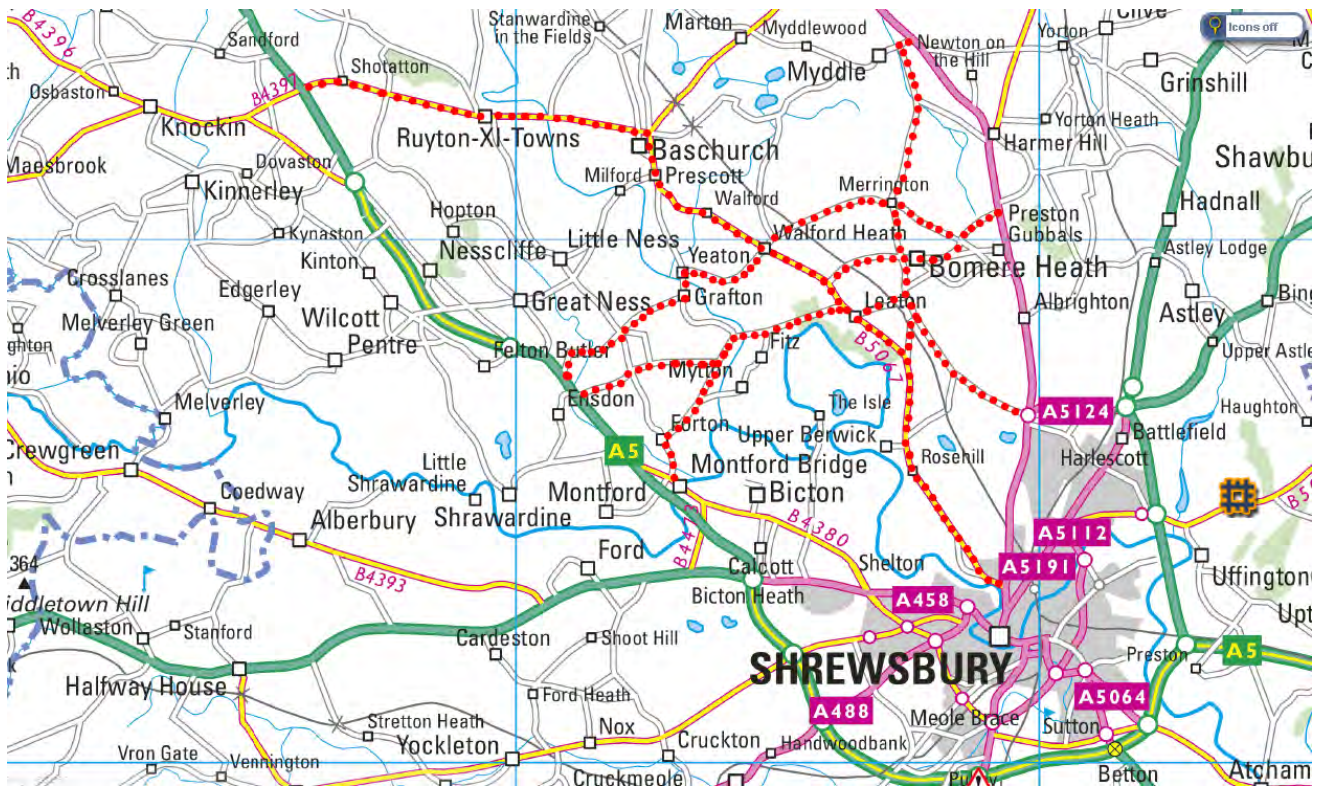 B4396
Sandford
Stanwardine
in the Fields
Marton
Myddlewood
Clive
Icons off
Yorton
Newton on
the Hill
Myddle
Grinshill
Osbaston
B4397
Shotatton
Knockin
Ruyton-XI-Towns
Yorton Heath
Harmer Hill
Baschurch
Maesbrook
Dovaston
Milford
Prescott
Shawbu
Kinnerley
Merrington
Hadnall
Walford
Hopton
Preston
Gubbals
Kynaston
Nesscliffe
Little Ness
Walford Heath
Astley Lodge
Kinton
Yeaton
Bomere Heath
Crosslanes
Edgerley
Great Ness
Grafton
Leaton
Albrighton
Bin
Melverley Green
Wilcott
Astley
Pentre
Felton Butler
Fitz
B5067
Upper Astle
Mytton
Melverley
Ensdon
The Isle
A5124
Haughton
Crewgreen
Forton
Upper Berwick
Battlefield
A5
Rosehill
Harlescott
Little
Shrawardine
Montford Bridge
Coedway
Montford
Bicton
Alberbury
Shrawardine
B4380
B4473
A5112
364
Ford
Calcott
Shelton
A5191
B4393
Uffington
iddletown Hill
Bicton Heath
A458
Upt
Wollaston
Stanford
Cardeston
Shoot Hill
SHREWSBURY
Preston
A5
Halfway House
Ford Heath
A5064
A488
Meole Brace
Stretton Heath
Nox
Sutton
Vron Gate
Yockleton
Cruckton
Handwoodbank
Vennington
Cruckmeole
Betton
Atcham